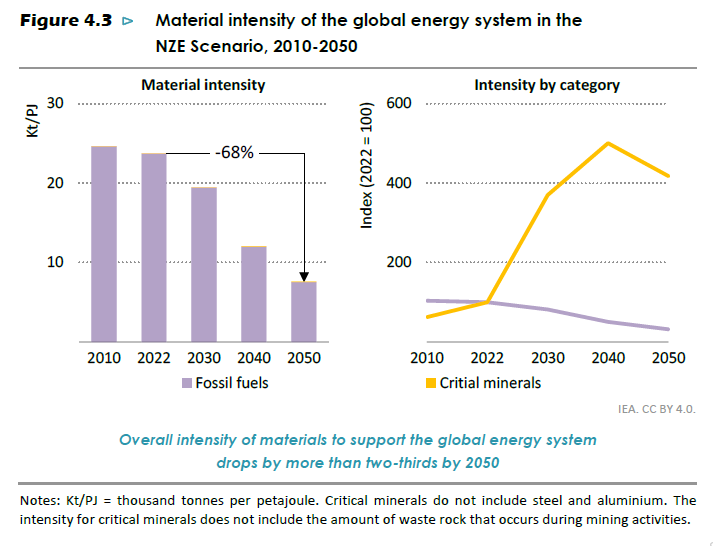 Figure 4.3 ▷ Material intensity of the global energy system in the
NZE Scenario, 2010-2050
Material intensity
Kt/PJ
30
20
10
-68%
2010 2022 2030 2040 2050
Intensity by category
Index (2022 = 100)
600
400
200
2010 2022 2030 2040 2050
Fossil fuels
Critial minerals
IEA. CC BY 4.0.
Overall intensity of materials to support the global energy system
drops by more than two-thirds by 2050
Notes: Kt/PJ = thousand tonnes per petajoule. Critical minerals do not include steel and aluminium. The
intensity for critical minerals does not include the amount of waste rock that occurs during mining activities.